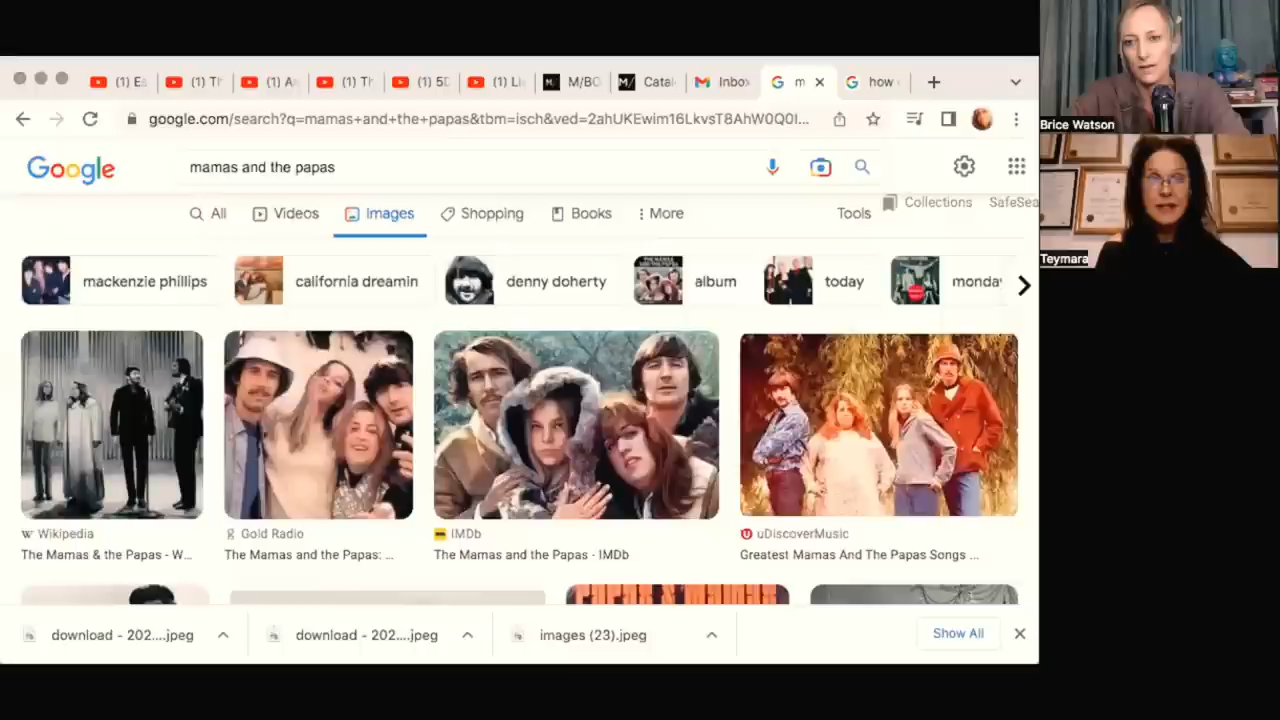 (1) Ea
(1) Th
(1) Aa
(1) Th
(1) 5D
(1) Li
M/BO
Catal
Inbox
m
how
google.com/search?q=mamas+and+the+papas&tbm=isch&ved=2ahUKEwim16LkvsT8AhW0Q0I...
Google
mamas and the papas
All
Videos
Images
Shopping
Books
More
Tools
Collections
SafeSea
mackenzie phillips
california dreamin
denny doherty
album
today
monda
W Wikipedia
The Mamas & the Papas - W...
g Gold Radio
The Mamas and the Papas: ...
IMDb
The Mamas and the Papas - IMDb
uDiscoverMusic
Greatest Mamas And The Papas Songs ...
download - 202....jpeg
download - 202....jpeg
images (23).jpeg
Show All
Brice Watson
Teymara